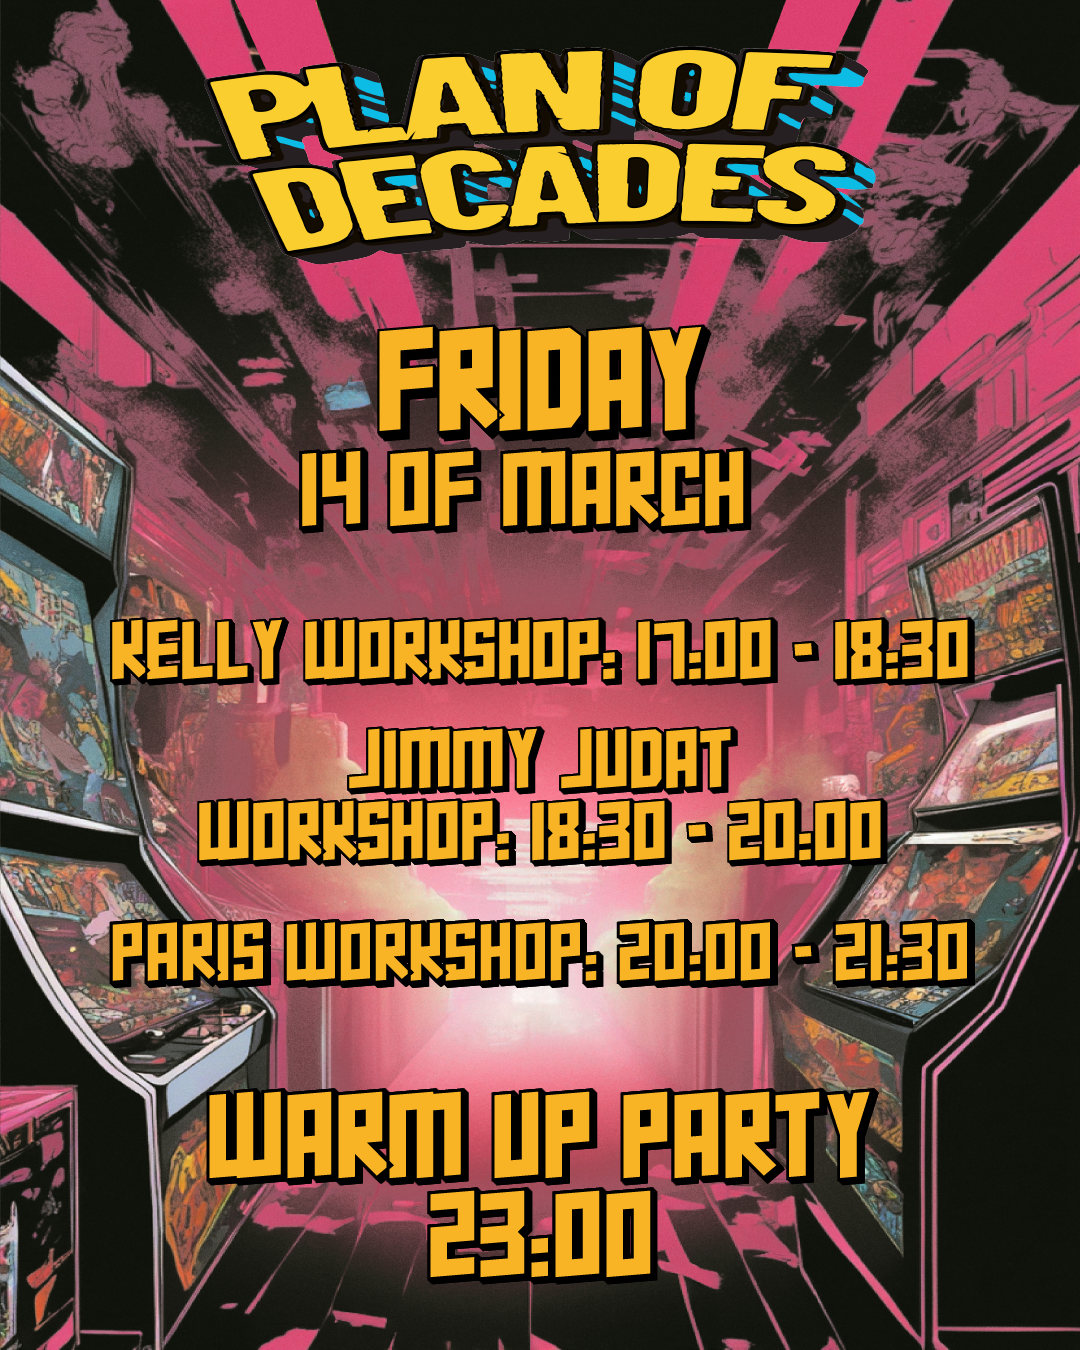 PLAN OF
DECADES
FRIDAY
14 OF MARCH
KELLY WORKSHOP: 17:00 - 18:30
JIMMY JUDAT
WORKSHOP: 18:30 - 20:00
PARIS WORKSHOP: 20:00 - 21:30
WARM UP PARTY
23:00